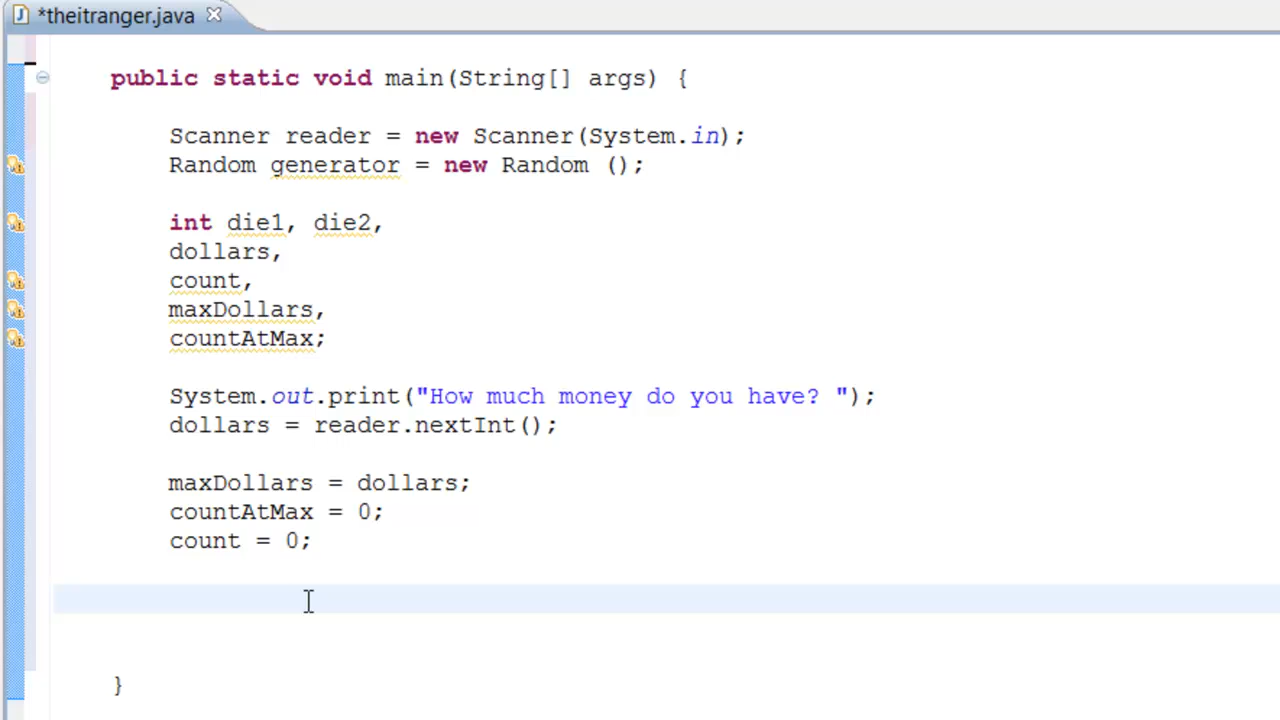 *theitranger.java
public static void main(String[] args) {
Scanner reader = new Scanner(System.in);
Random generator = new Random ();
int die1, die2,
dollars,
count,
maxDollars,
countAtMax;
System.out.print("How much money do you have? ");
dollars = reader.nextInt();
maxDollars = dollars;
countAtMax = 0;
count = 0;
}